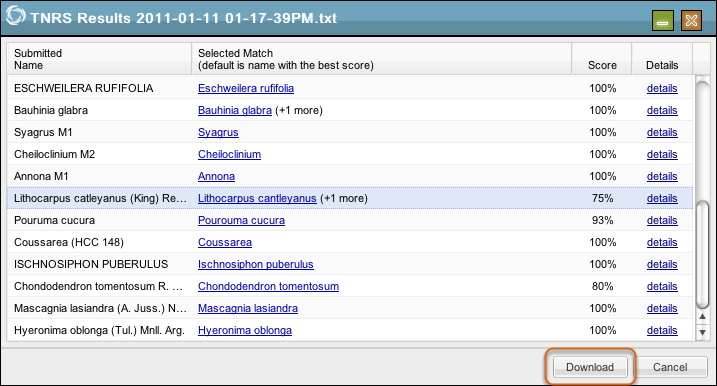 TNRS Results 2011-01-11 01-17-39PM.txt
Submitted Name Selected Match (default is name with the best score) Score Details
ESCHWEILERA RUFIFOLIA Eschweilera rufifolia 100% details
Bauhinia glabra Bauhinia glabra (+1 more) 100% details
Syagrus M1 Syagrus 100% details
Cheiloclinium M2 Cheiloclinium 100% details
Annona M1 Annona 100% details
Lithocarpus catleyanus (King) Re... Lithocarpus cantleyanus (+1 more) 75% details
Pouruma cucura Pourouma cucura 93% details
Coussarea (HCC 148) Coussarea 100% details
ISCHNOSIPHON PUBERULUS Ischnosiphon puberulus 100% details
Chondodendron tomentosum R. ... Chondodendron tomentosum 80% details
Mascagnia lasiandra (A. Juss.) N... Mascagnia lasiandra 100% details
Hyeronima oblonga (Tul.) Mnll. Arg. Hyeronima oblonga 100% details
Download Cancel